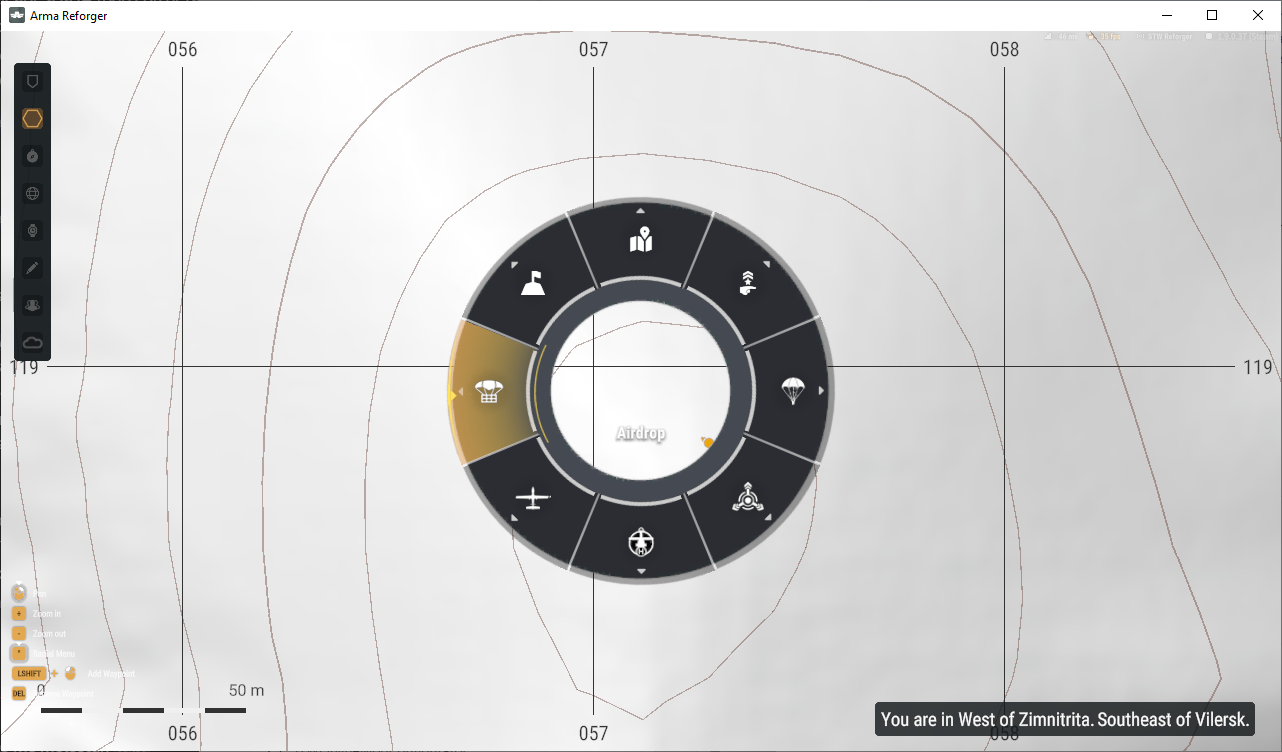 Arma Reforger
056
057
058
119
119
Airdrop
+
Zoom in
-
Zoom out
LSHIFT + Add Waypoint
DEL
0
50 m
056
057
058
You are in West of Zimnitrita. Southeast of Vilersk.